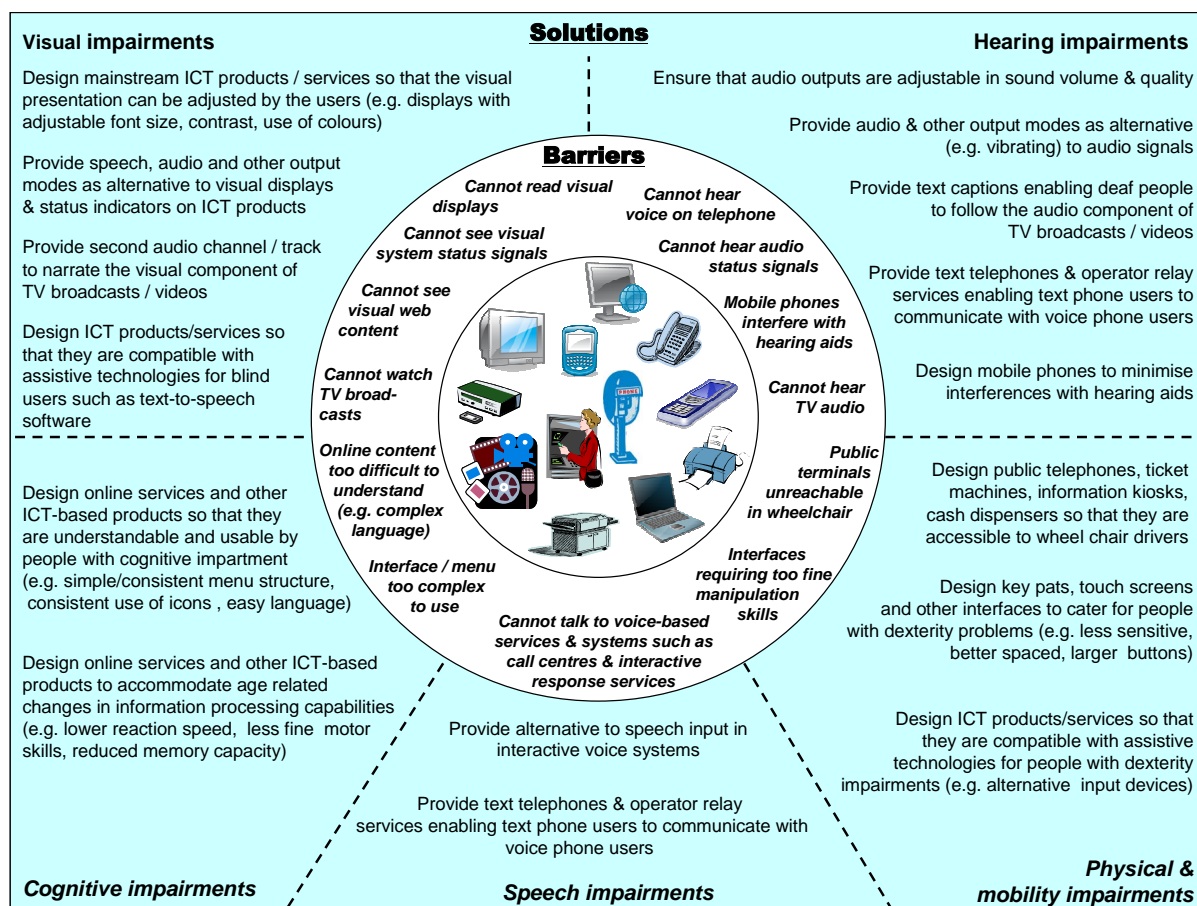 Solutions
Visual impairments
Design mainstream ICT products / services so that the visual
presentation can be adjusted by the users (e.g. displays with
adjustable font size, contrast, use of colours)
Provide speech, audio and other output
modes as alternative to visual displays
& status indicators on ICT products
Provide second audio channel / track
to narrate the visual component of
TV broadcasts / videos
Design ICT products/services so
that they are compatible with
assistive technologies for blind
users such as text-to-speech
software
Hearing impairments
Ensure that audio outputs are adjustable in sound volume & quality
Provide audio & other output modes as alternative
(e.g. vibrating) to audio signals
Provide text captions enabling deaf people
to follow the audio component of
TV broadcasts / videos
Provide text telephones & operator relay
services enabling text phone users to
communicate with voice phone users
Design mobile phones to minimise
interferences with hearing aids
Barriers
Cannot read visual
displays
Cannot see visual
system status signals
Cannot see
visual web
content
Cannot watch
TV broad-
casts
Online content
too difficult to
understand
(e.g. complex
language)
Interface / menu
too complex
to use
Cannot hear
voice on telephone
Cannot hear audio
status signals
Mobile phones
interfere with
hearing aids
Cannot hear
TV audio
Public
terminals
unreachable
in wheelchair
Interfaces
requiring too fine
manipulation
skills
Cannot talk to voice-based
services & systems such as
call centres & interactive
response services
Phone
Design online services and other
ICT-based products so that they
are understandable and usable by
people with cognitive impartment
(e.g. simple/consistent menu structure,
consistent use of icons , easy language)
Design online services and other ICT-based
products to accommodate age related
changes in information processing capabilities
(e.g. lower reaction speed, less fine motor
skills, reduced memory capacity)
Cognitive impairments
Provide alternative to speech input in
interactive voice systems
Provide text telephones & operator relay
services enabling text phone users to communicate with
voice phone users
Speech impairments
Design public telephones, ticket
machines, information kiosks,
cash dispensers so that they are
accessible to wheel chair drivers
Design key pats, touch screens
and other interfaces to cater for people
with dexterity problems (e.g. less sensitive,
better spaced, larger buttons)
Design ICT products/services so that
they are compatible with assistive
technologies for people with dexterity
impairments (e.g. alternative input devices)
Physical &
mobility impairments